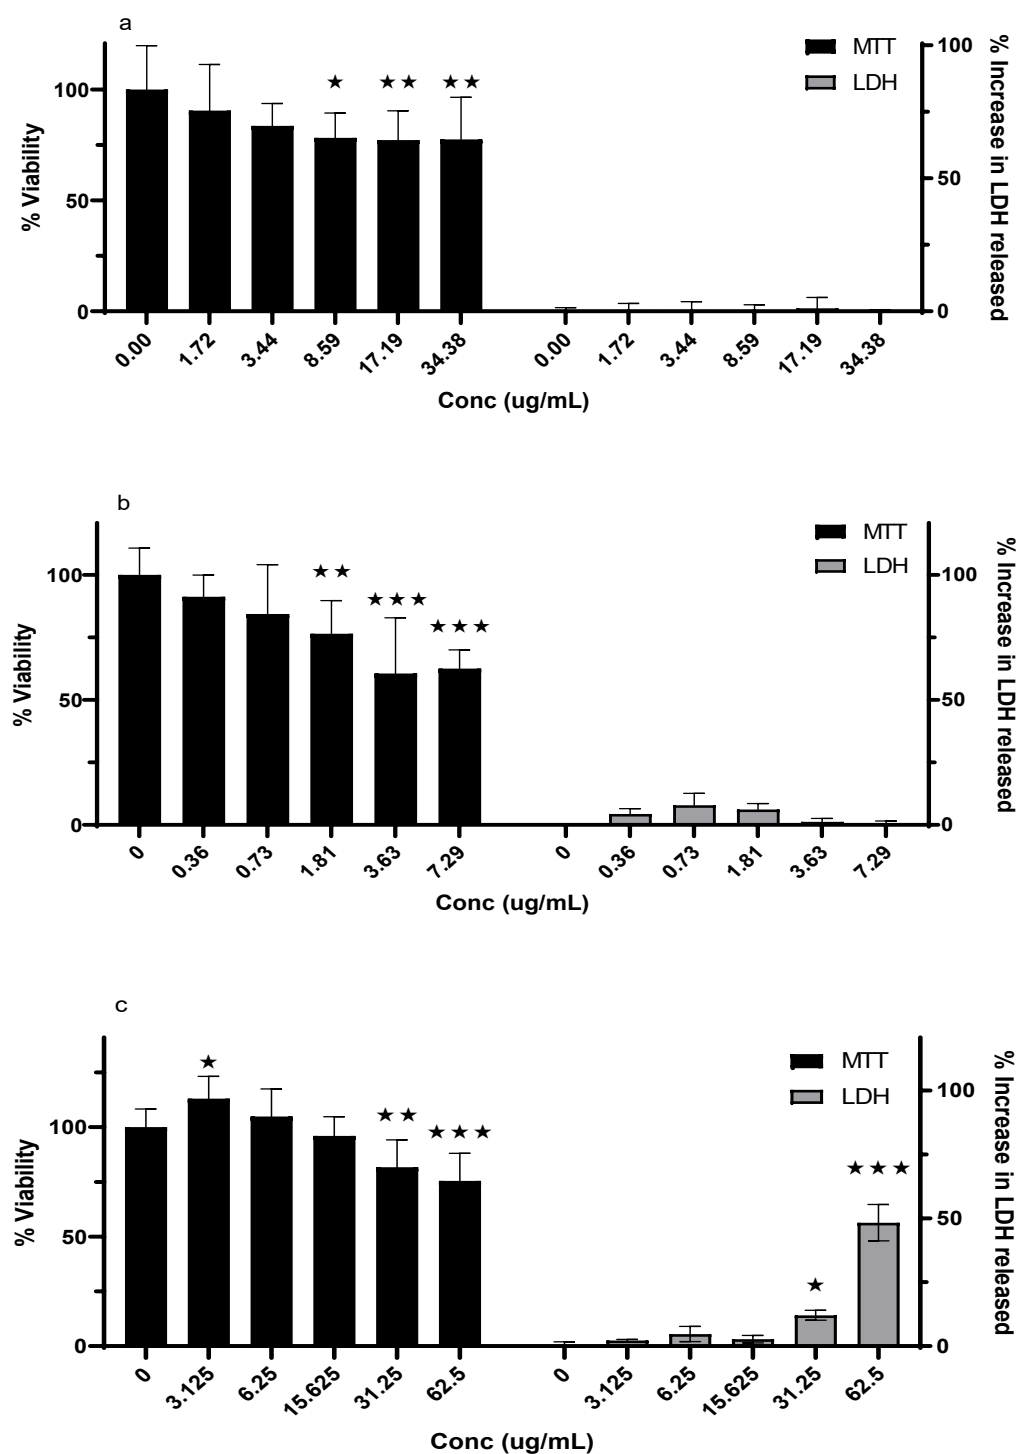 a
MTT
LDH
% Viability
100
50
0
100
50
0
% Increase in LDH released
0.00 1.72 3.44 8.59 17.19 34.38 0.00 1.72 3.44 8.59 17.19 34.38
Conc (ug/mL)
b
MTT
LDH
% Viability
100
50
0
100
50
0
% Increase in LDH released
0 0.36 0.73 1.81 3.63 7.29 0 0.36 0.73 1.81 3.63 7.29
Conc (ug/mL)
c
MTT
LDH
% Viability
100
50
0
100
50
0
% Increase in LDH released
0 3.125 6.25 15.625 31.25 62.5 0 3.125 6.25 15.625 31.25 62.5
Conc (ug/mL)